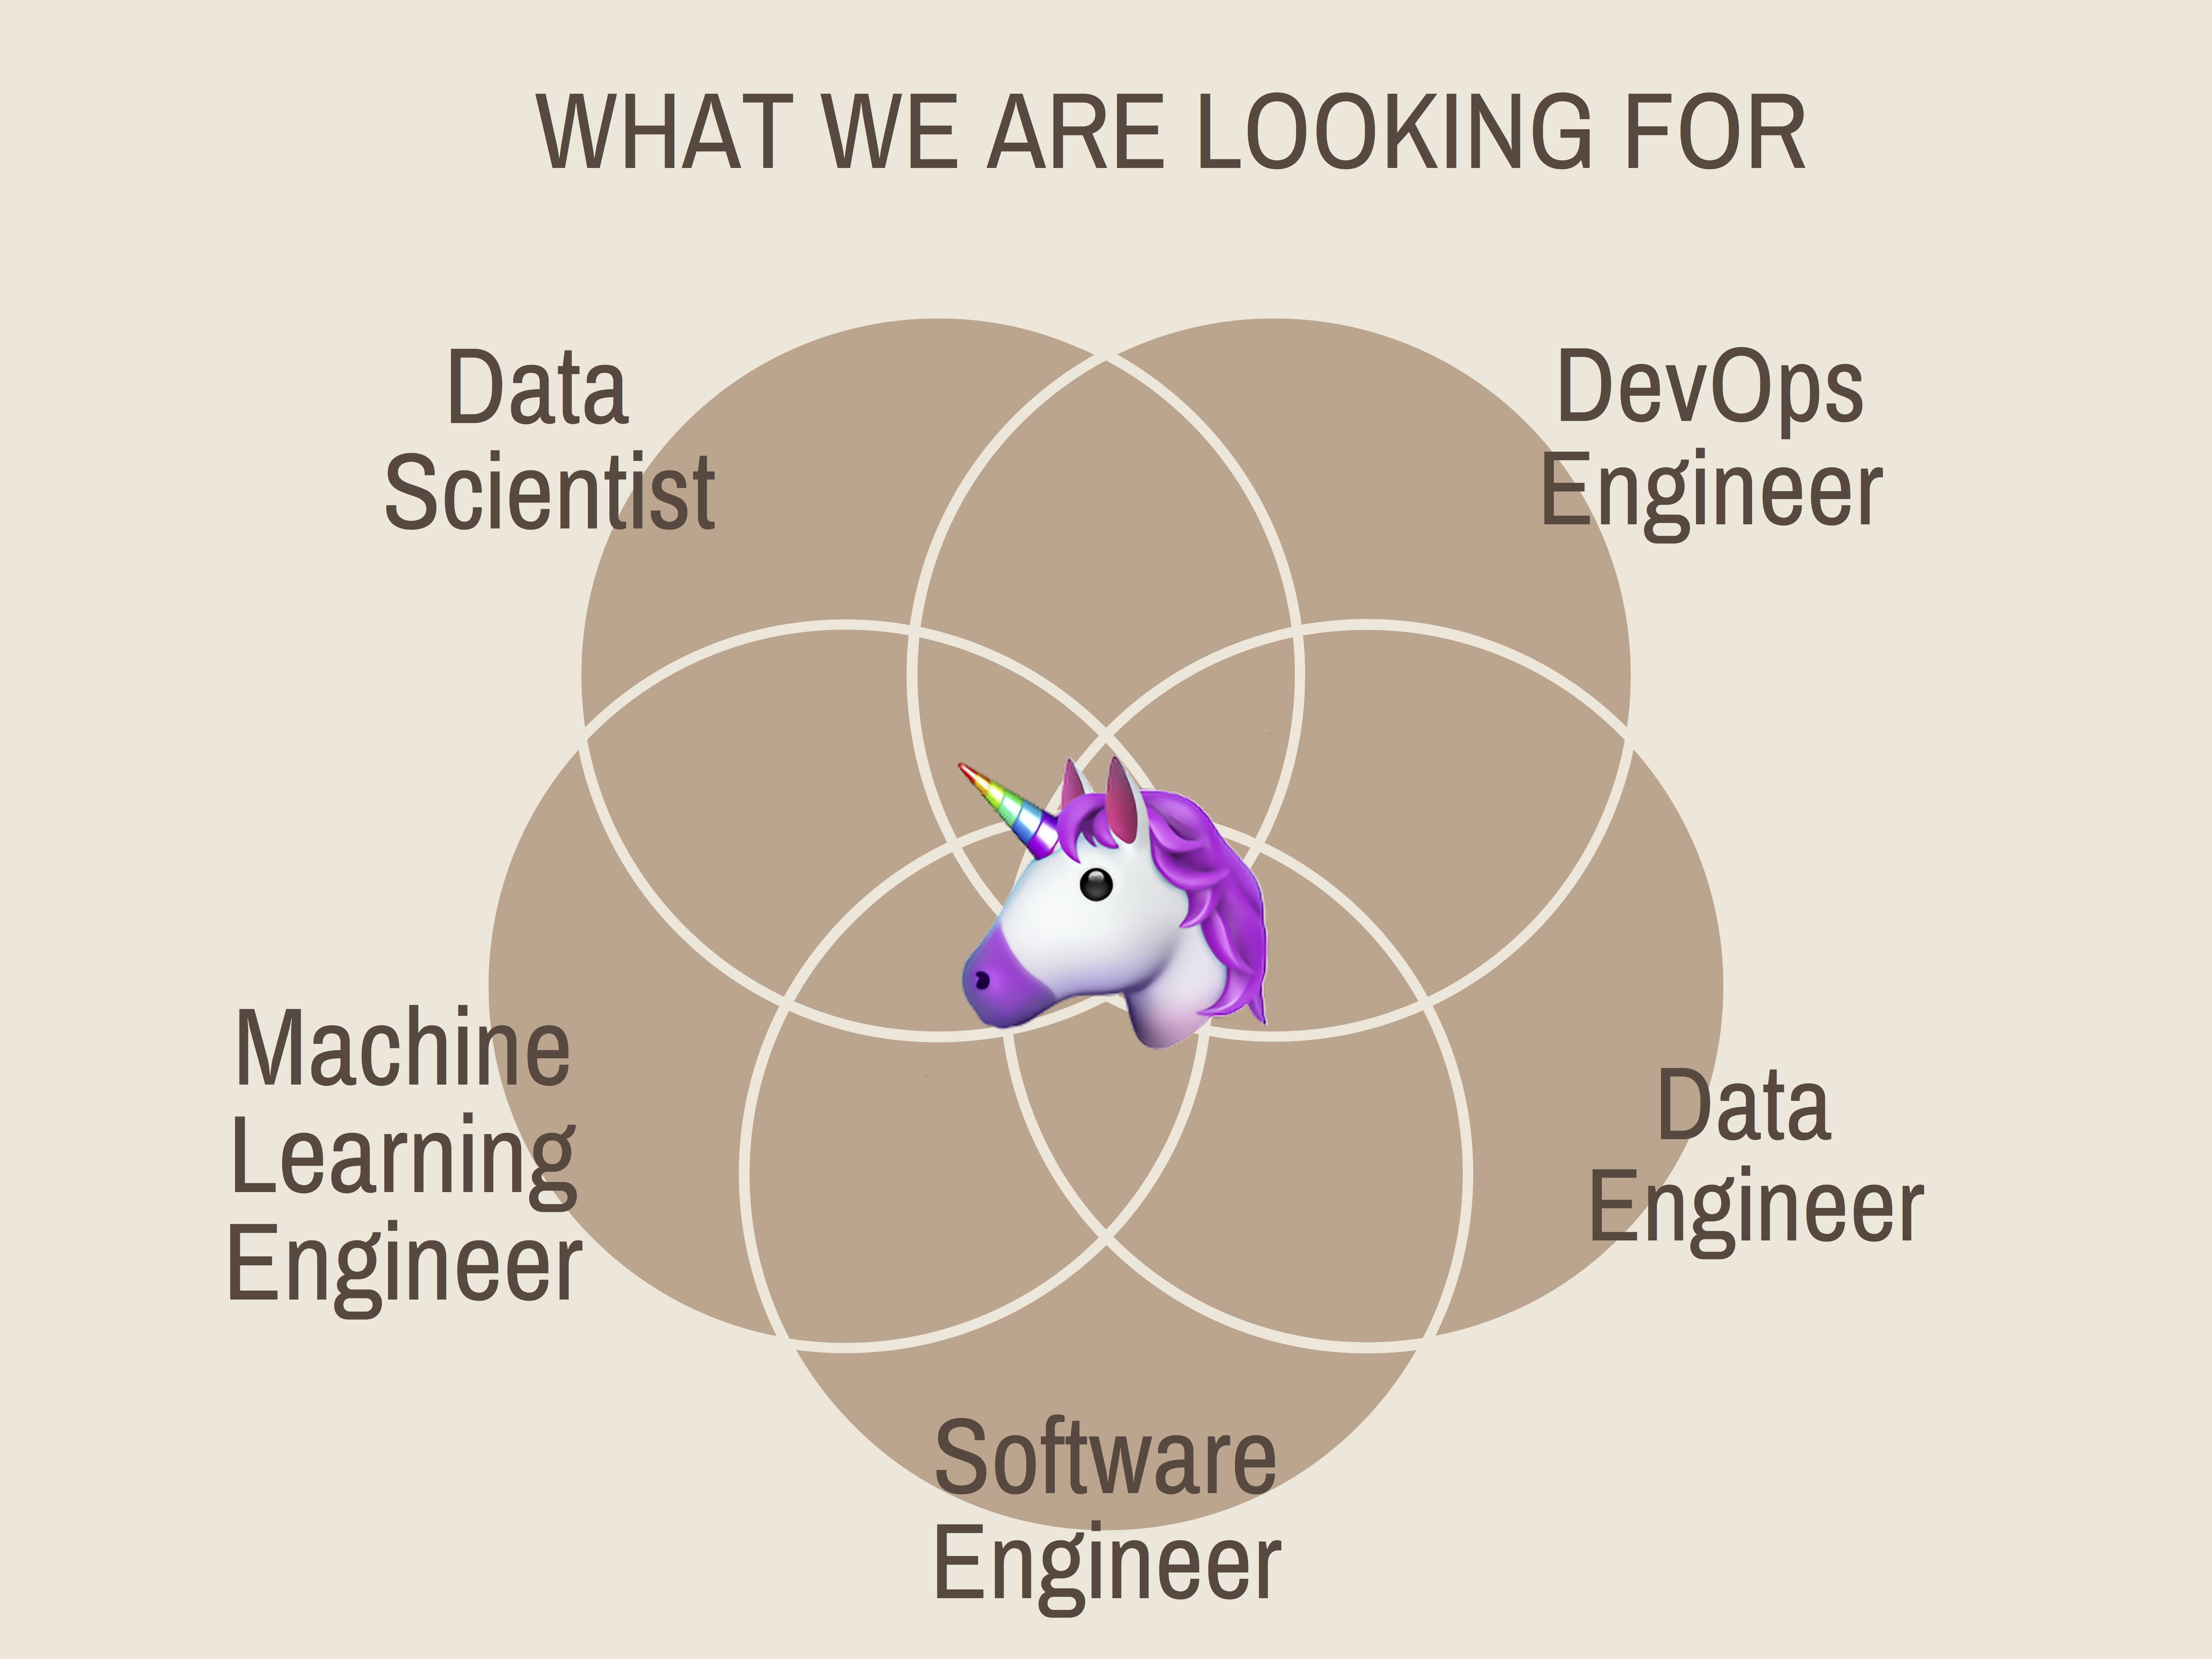 WHAT WE ARE LOOKING FOR
Data
Scientist
DevOps
Engineer
Machine
Learning
Engineer
Data
Engineer
Software
Engineer